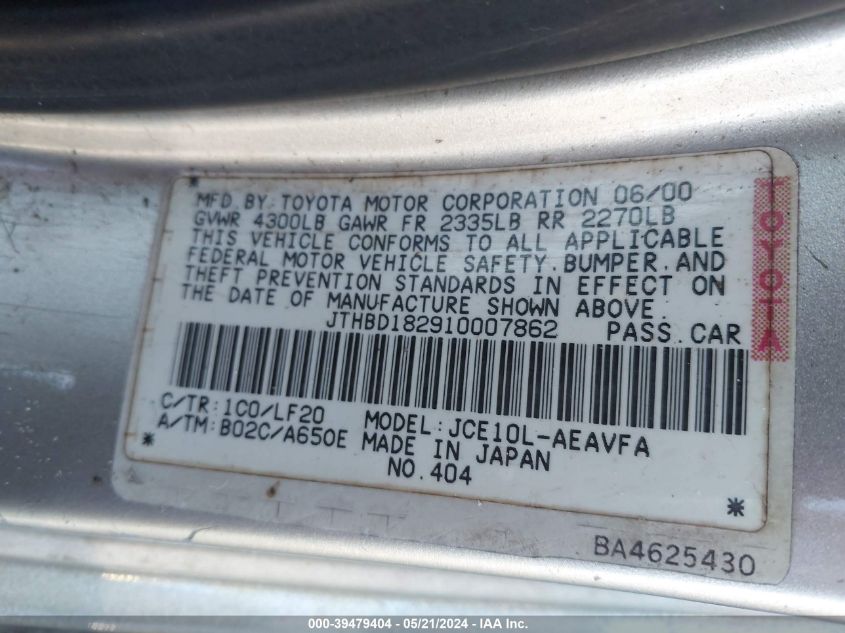 MFD. BY TOYOTA MOTOR CORPORATION 06/00
GVWR 4300LB GAWR FR 2335LB RR 2270LB
THIS VEHICLE CONFORMS TO ALL APPLICABLE
FEDERAL MOTOR VEHICLE SAFETY, BUMPER, AND
THEFT PREVENTION STANDARDS IN EFFECT ON
THE DATE OF MANUFACTURE SHOWN ABOVE.
JTHBD182910007862 PASS. CAR
TOYOTA
C/TR: 1C0/LF20 MODEL: JCE10L-AEAVFA
A/TM: B02C/A650E MADE IN JAPAN
NO. 404
BA4625430
000-39479404 - 05/21/2024 - IAA Inc.